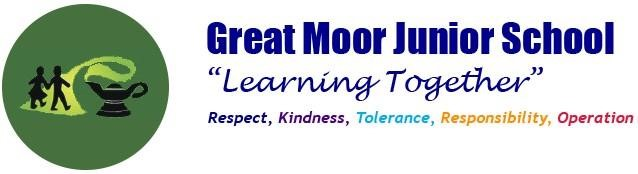 Great Moor Junior School
“Learning Together”
Respect, Kindness, Tolerance, Responsibility, Operation